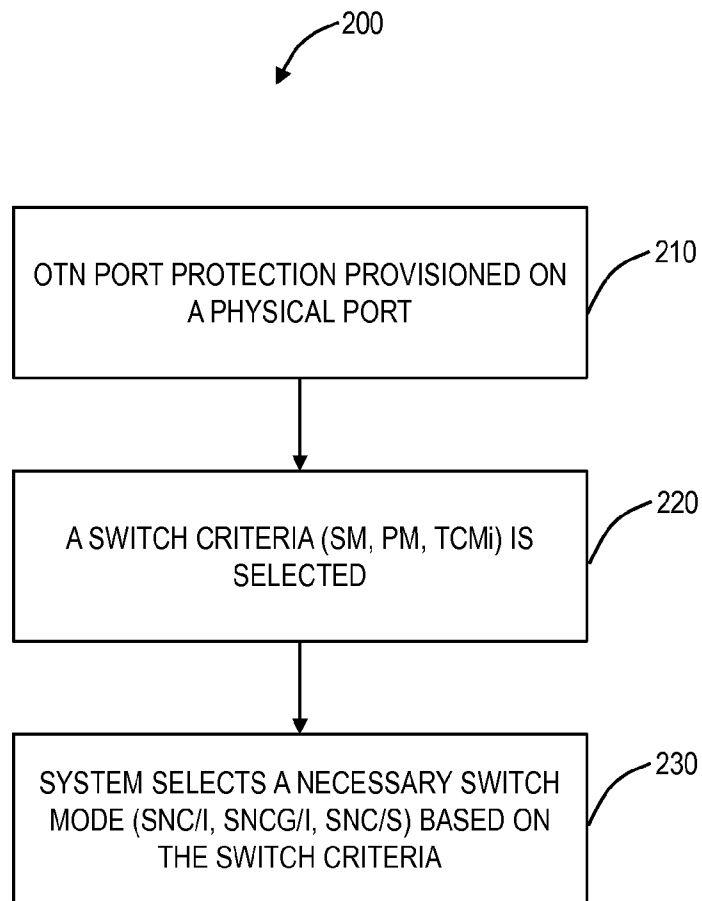 200
OTN PORT PROTECTION PROVISIONED ON
A PHYSICAL PORT
210
A SWITCH CRITERIA (SM, PM, TCMi) IS
SELECTED
220
SYSTEM SELECTS A NECESSARY SWITCH
MODE (SNC/I, SNCG/I, SNC/S) BASED ON
THE SWITCH CRITERIA
230